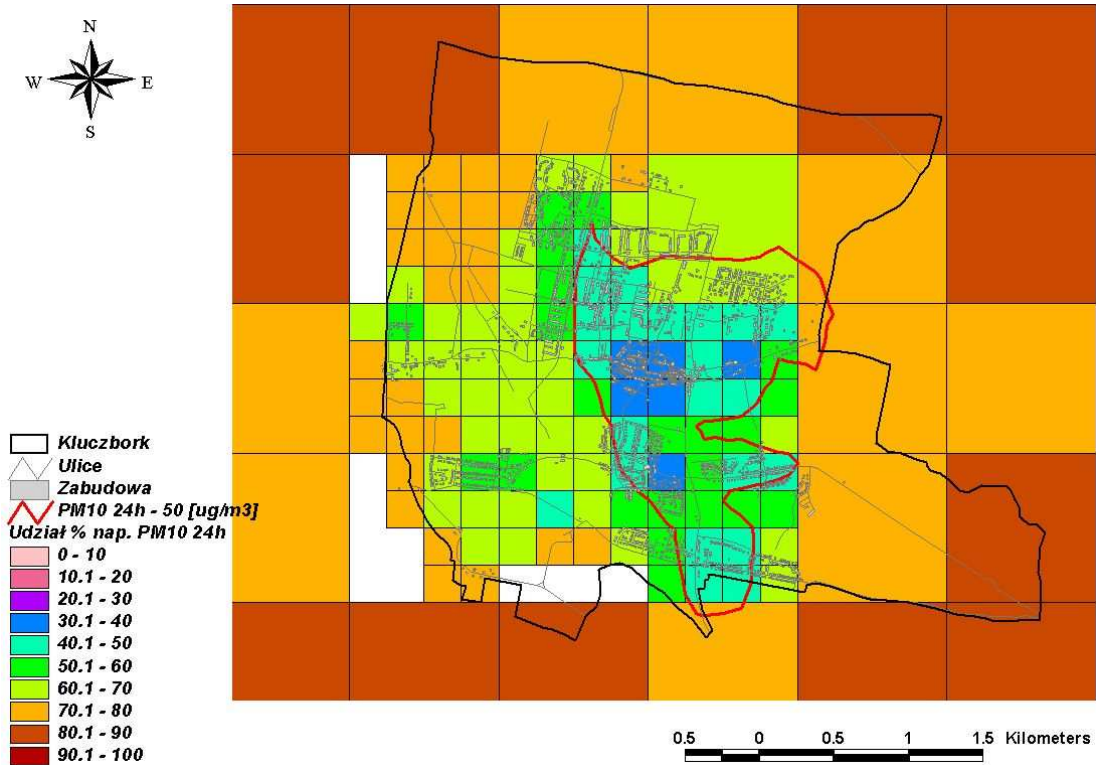 N
W E
S
Kluczbork
Ulice
Zabudowa
PM10 24h - 50 [ug/m3]
Udział % nap. PM10 24h
0 - 10
10.1 - 20
20.1 - 30
30.1 - 40
40.1 - 50
50.1 - 60
60.1 - 70
70.1 - 80
80.1 - 90
90.1 - 100
0.5 0 0.5 1 1.5 Kilometers